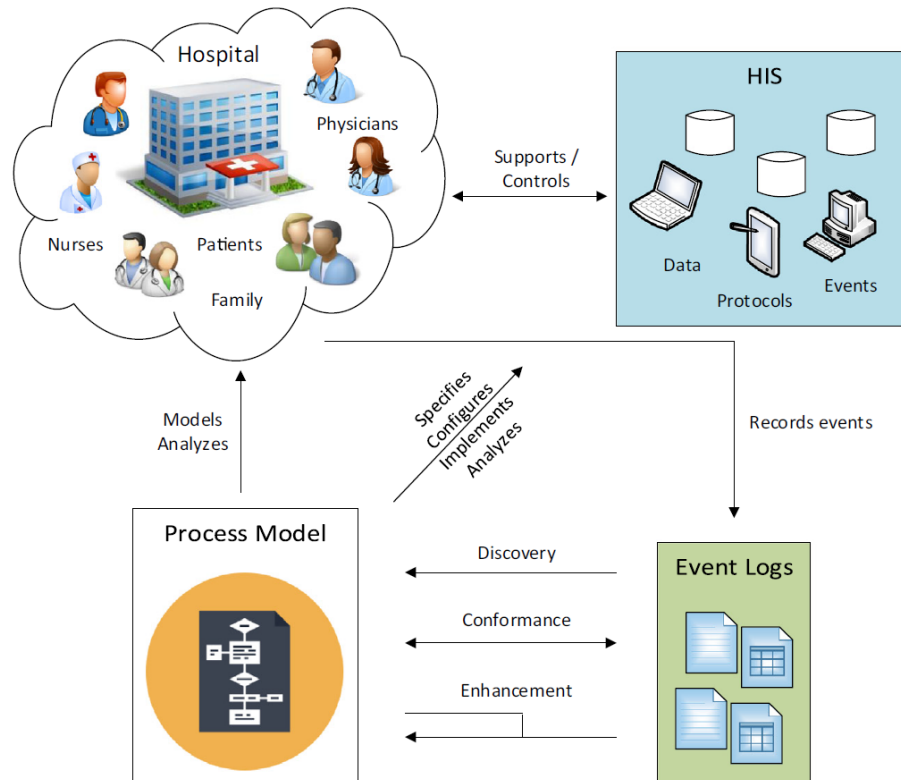 Hospital
Physicians
Nurses
Patients
Family
HIS
Data
Protocols
Events
Supports /
Controls
Models
Analyzes
Specifies
Configures
Implements
Analyzes
Records events
Process Model
Discovery
Conformance
Enhancement
Event Logs